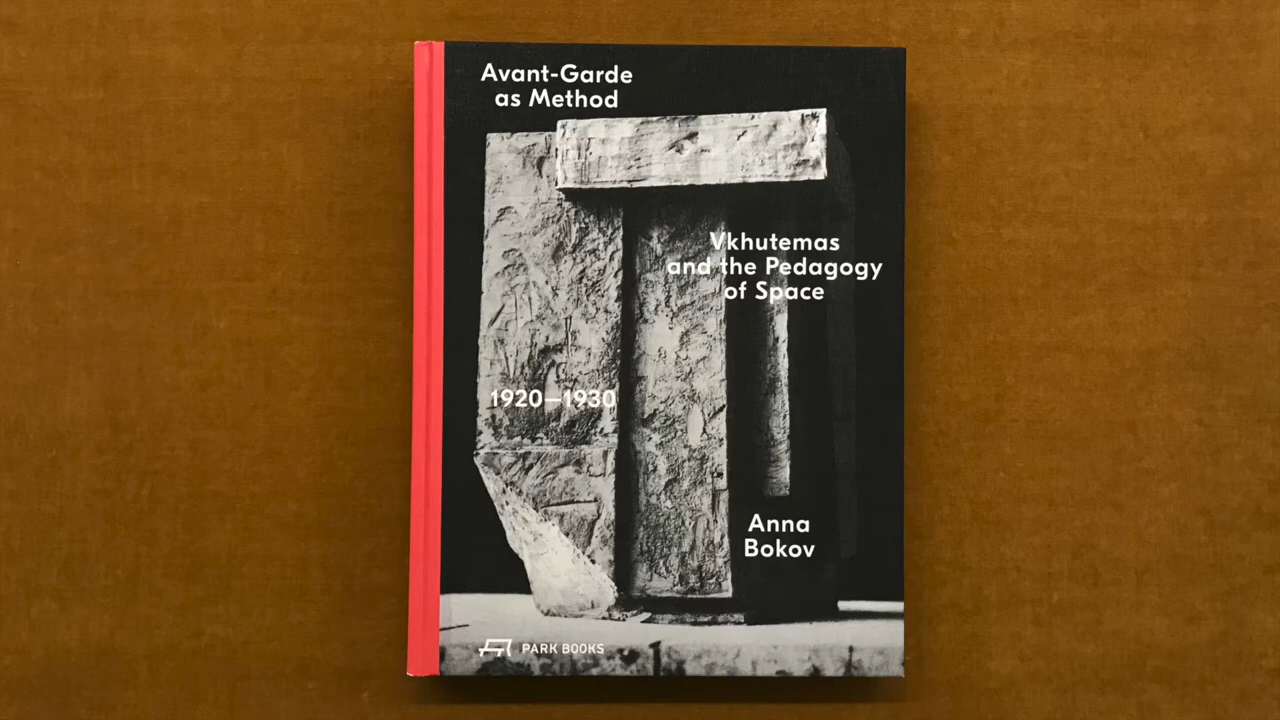 Avant-Garde
as Method
Vkhutemas
and the Pedagogy
of Space
1920—1930
Anna
Bokov
PARK BOOKS